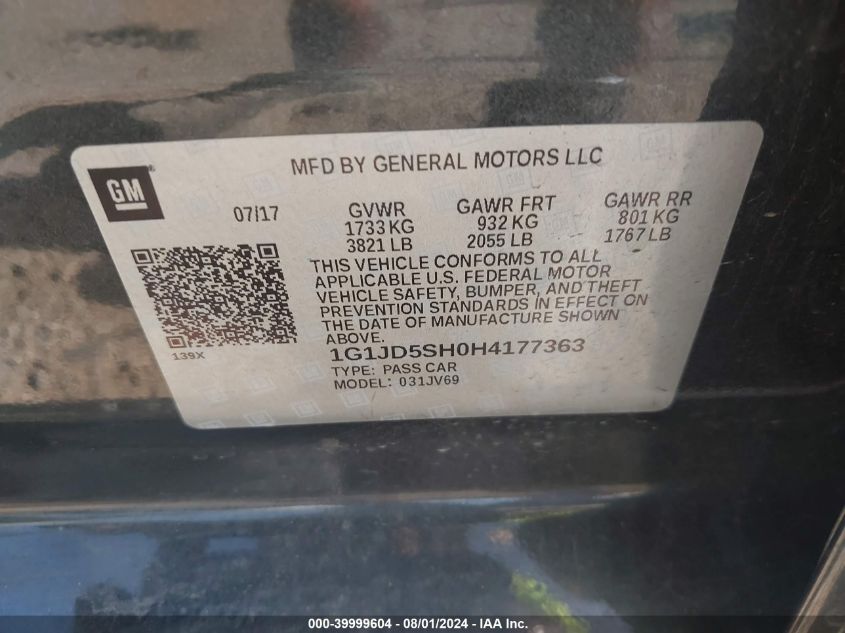 MFD BY GENERAL MOTORS LLC
GM
07/17
GVWR
1733 KG
3821 LB
GAWR FRT
932 KG
2055 LB
GAWR RR
801 KG
1767 LB
THIS VEHICLE CONFORMS TO ALL
APPLICABLE U.S. FEDERAL MOTOR
VEHICLE SAFETY, BUMPER, AND THEFT
PREVENTION STANDARDS IN EFFECT ON
THE DATE OF MANUFACTURE SHOWN
ABOVE.
139X
1G1JD5SH0H4177363
TYPE: PASS CAR
MODEL: 031JV69
000-39999604 - 08/01/2024 - IAA Inc.